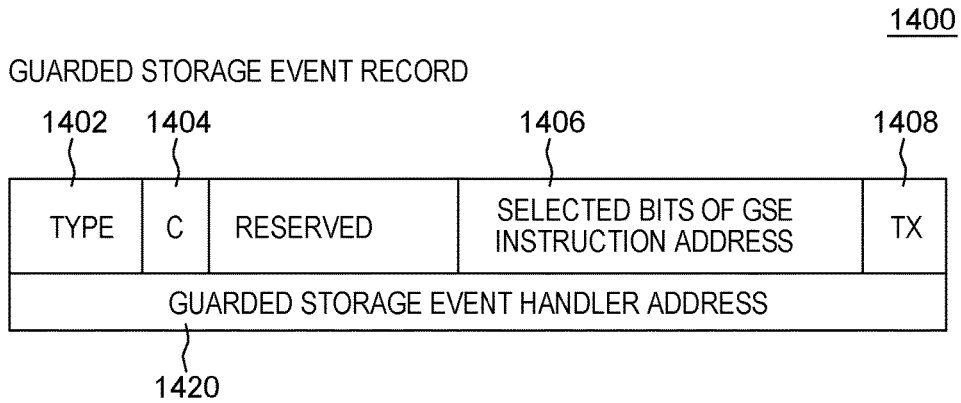 1400
GUARDED STORAGE EVENT RECORD
1402 1404 1406 1408
TYPE C RESERVED SELECTED BITS OF GSE INSTRUCTION ADDRESS TX
GUARDED STORAGE EVENT HANDLER ADDRESS
1420